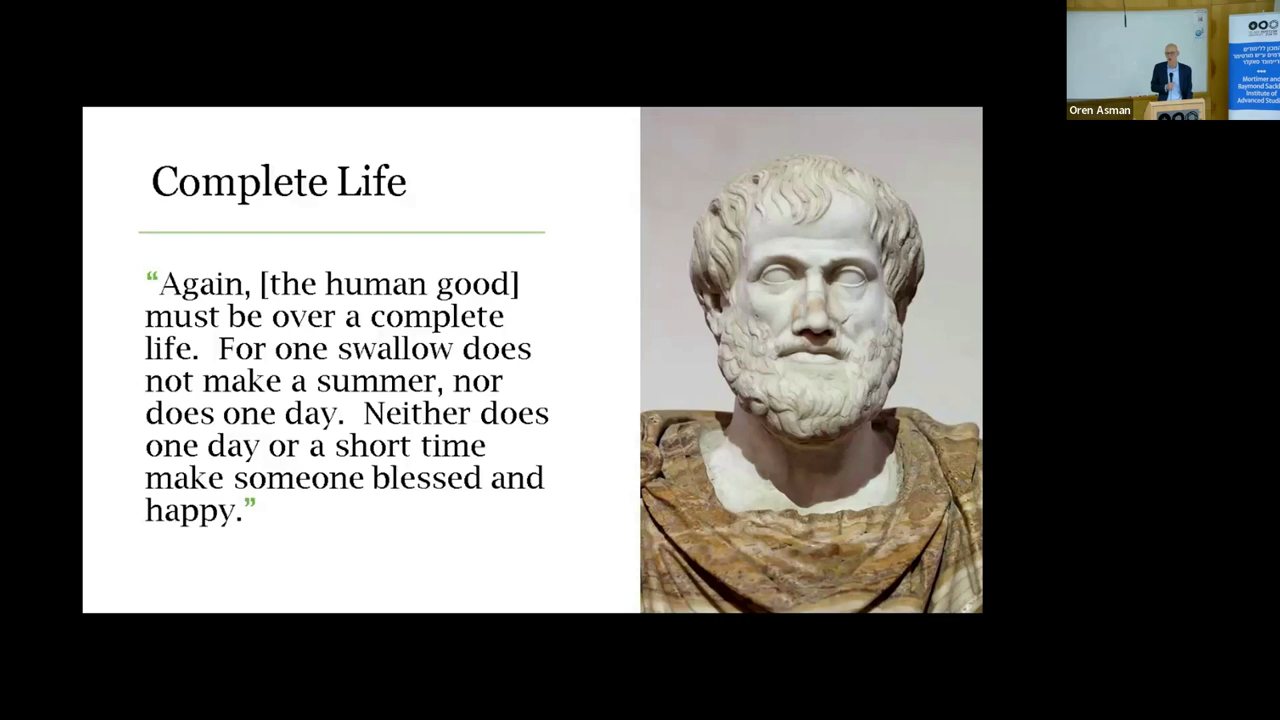 Complete Life
“Again, [the human good]
must be over a complete
life. For one swallow does
not make a summer, nor
does one day. Neither does
one day or a short time
make someone blessed and
happy.”
Oren Asman
Mortimer and
Raymond Sackl
Institute of
Advanced Studi